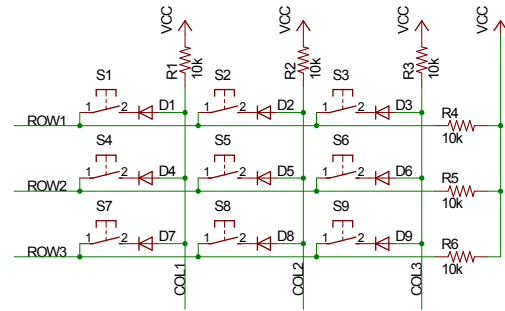 VCC VCC VCC VCC
R1 10k R2 10k R3 10k
S1 S2 S3
1 2 D1 1 2 D2 1 2 D3 R4
ROW1 10k
S4 S5 S6
1 2 D4 1 2 D5 1 2 D6 R5
ROW2 10k
S7 S8 S9
1 2 D7 1 2 D8 1 2 D9 R6
ROW3 10k
COL1 COL2 COL3